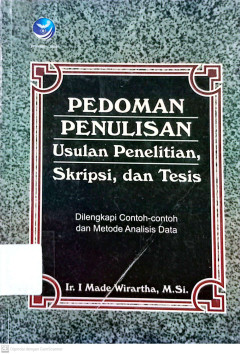 PEDOMAN
PENULISAN
Usulan Penelitian,
Skripsi, dan Tesis
Dilengkapi Contoh-contoh
dan Metode Analisis Data
Ir. I Made Wirartha, M.Si.